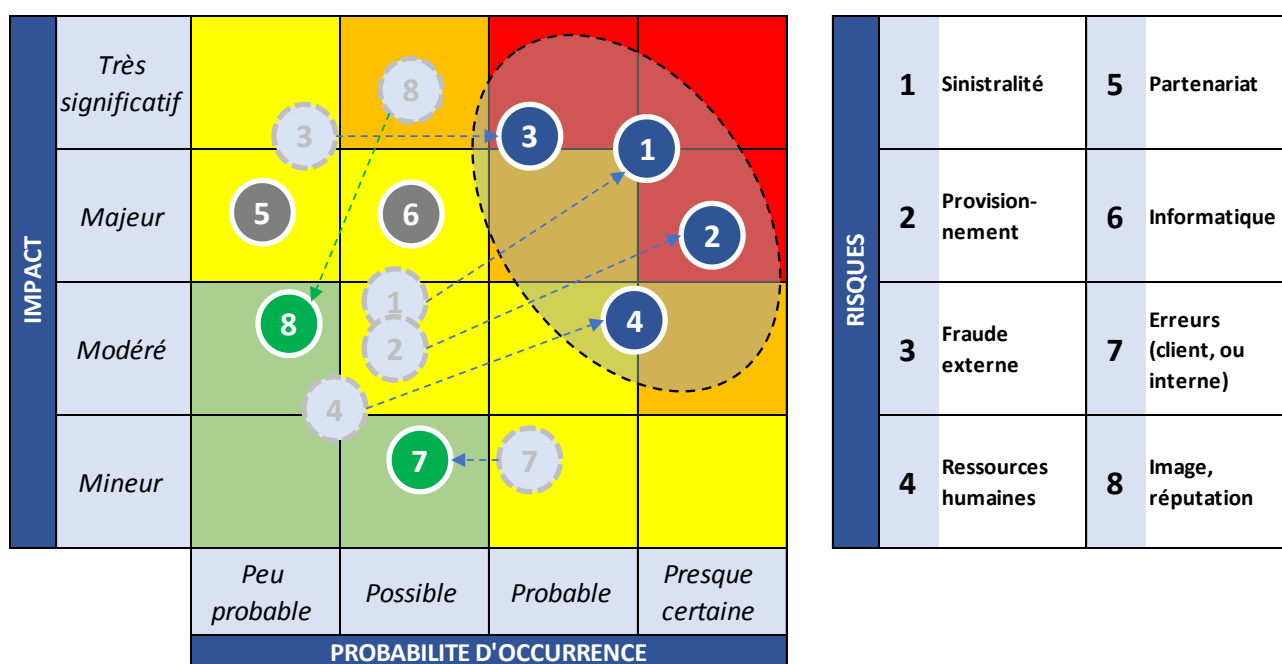 IMPACT
Très
significatif
Majeur
Modéré
Mineur
8
3
3
1
5
6
2
1
8
4
2
4
7
7
Peu
probable
Possible
Probable
Presque
certaine
PROBABILITE D'OCCURRENCE
RISQUES
1
Sinistralité
5
Partenariat
2
Provision-
nement
6
Informatique
3
Fraude
externe
7
Erreurs
(client, ou
interne)
4
Ressources
humaines
8
Image,
réputation